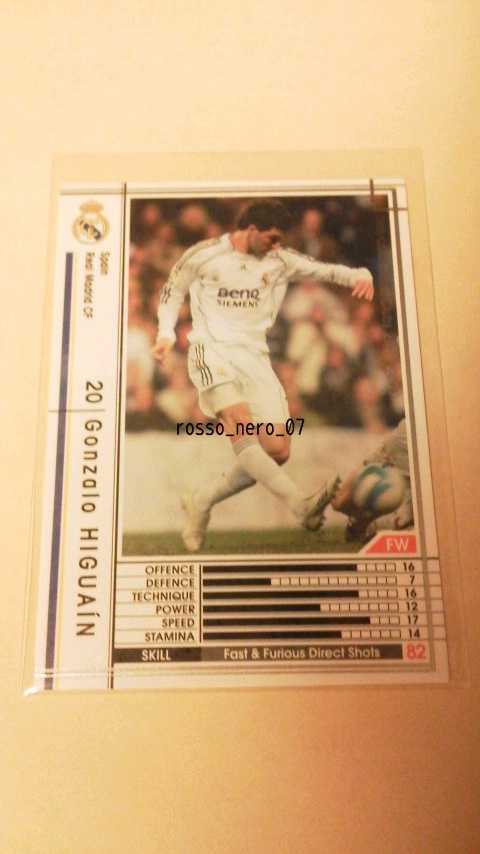 Spain
Real Madrid CF
20 Gonzalo HIGUAÍN
BenQ
SIEMENS
rosso_nero_07
FW
OFFENCE 16
DEFENCE 7
TECHNIQUE 16
POWER 12
SPEED 17
STAMINA 14
SKILL Fast & Furious Direct Shots 82